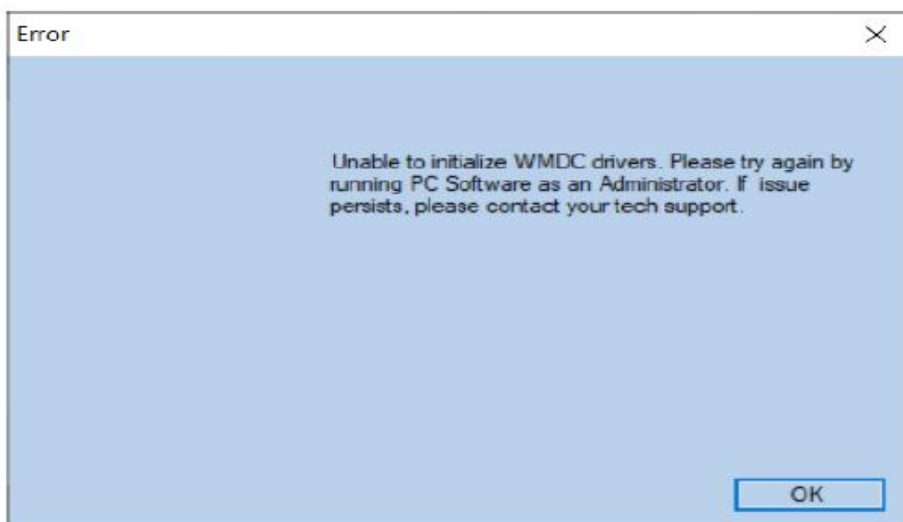 Error
Unable to initialize WMDC drivers. Please try again by
running PC Software as an Administrator. If issue
persists, please contact your tech support.
OK